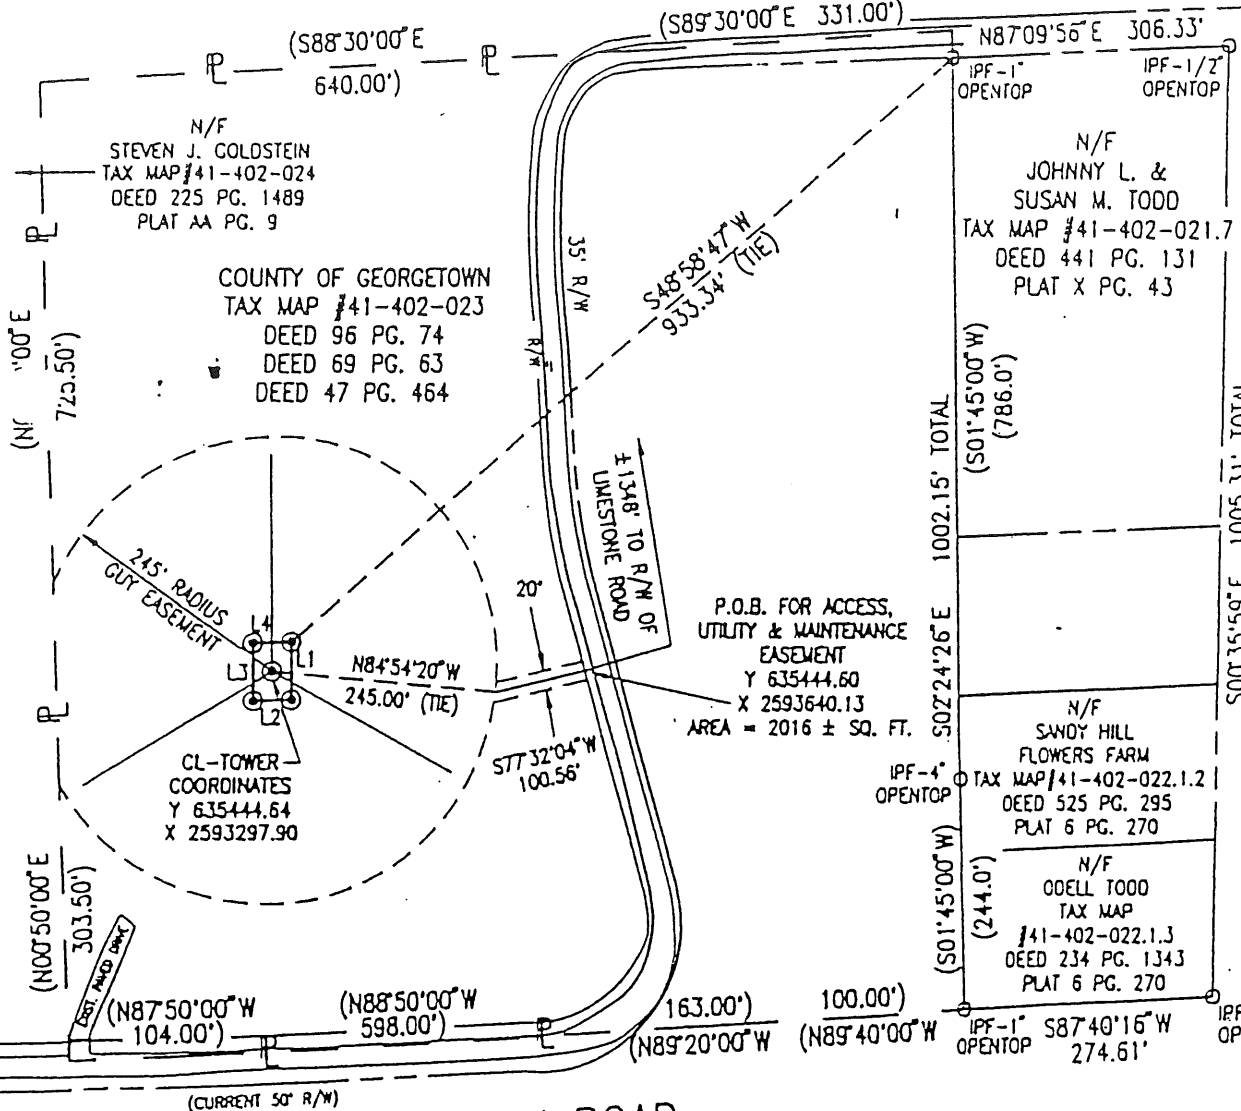 (S88°30'00"E
640.00')
(S89°30'00"E 331.00')
N87°09'56"E 306.33'
IPF-1"
OPENTOP
IPF-1/2"
OPENTOP
N/F
STEVEN J. GOLDSTEIN
TAX MAP #41-402-024
DEED 225 PG. 1489
PLAT AA PG. 9
N/F
JOHNNY L. &
SUSAN M. TODD
TAX MAP #41-402-021.7
DEED 441 PG. 131
PLAT X PG. 43
COUNTY OF GEORGETOWN
TAX MAP #41-402-023
DEED 96 PG. 74
DEED 69 PG. 63
DEED 47 PG. 464
35' R/W
R/W
S48°58'47"W
933.34' (TIE)
'00"E
725.50')
(S01°45'00"W)
(786.0')
1002.15' TOTAL
S02°24'26"E
1005.31' TOTAL
S00°35'59"E
245' RADIUS
GUY EASEMENT
± 1348' TO R/W OF
LIMESTONE ROAD
20'
L4
L1
L3
L2
N84°54'20"W
245.00' (TIE)
S77°32'04"W
100.56'
P.O.B. FOR ACCESS,
UTILITY & MAINTENANCE
EASEMENT
Y 635444.60
X 2593640.13
AREA = 2016 ± SQ. FT.
CL-TOWER
COORDINATES
Y 635444.64
X 2593297.90
IPF-4"
OPENTOP
N/F
SANDY HILL
FLOWERS FARM
TAX MAP #41-402-022.1.2
DEED 525 PG. 295
PLAT 6 PG. 270
(S01°45'00"W)
(244.0')
N/F
ODELL TODD
TAX MAP
#41-402-022.1.3
DEED 234 PG. 1343
PLAT 6 PG. 270
(N00°50'00"E
303.50')
EXIST. PAVED DRIVE
(N87°50'00"W
104.00')
(N88°50'00"W
598.00')
163.00')
(N89°20'00"W
100.00')
(N89°40'00"W
IPF-1"
OPENTOP
S87°40'16"W
274.61'
(CURRENT 50' R/W)
ROAD